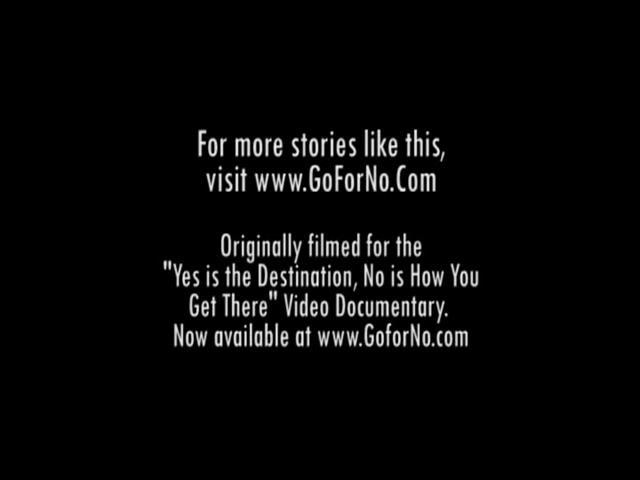 For more stories like this,
visit www.GoForNo.Com
Originally filmed for the
"Yes is the Destination, No is How You
Get There" Video Documentary.
Now available at www.GoforNo.com